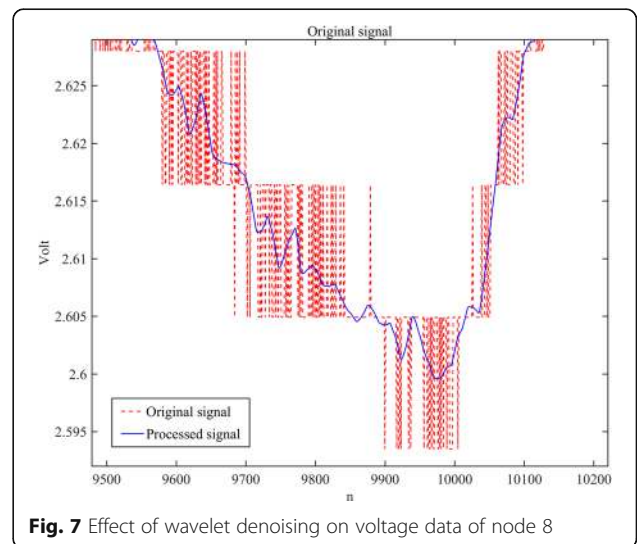 Original signal
2.625
2.62
2.615
2.61
2.605
2.6
2.595
Volt
Original signal
Processed signal
9500 9600 9700 9800 9900 10000 10100 10200
n
Fig. 7 Effect of wavelet denoising on voltage data of node 8